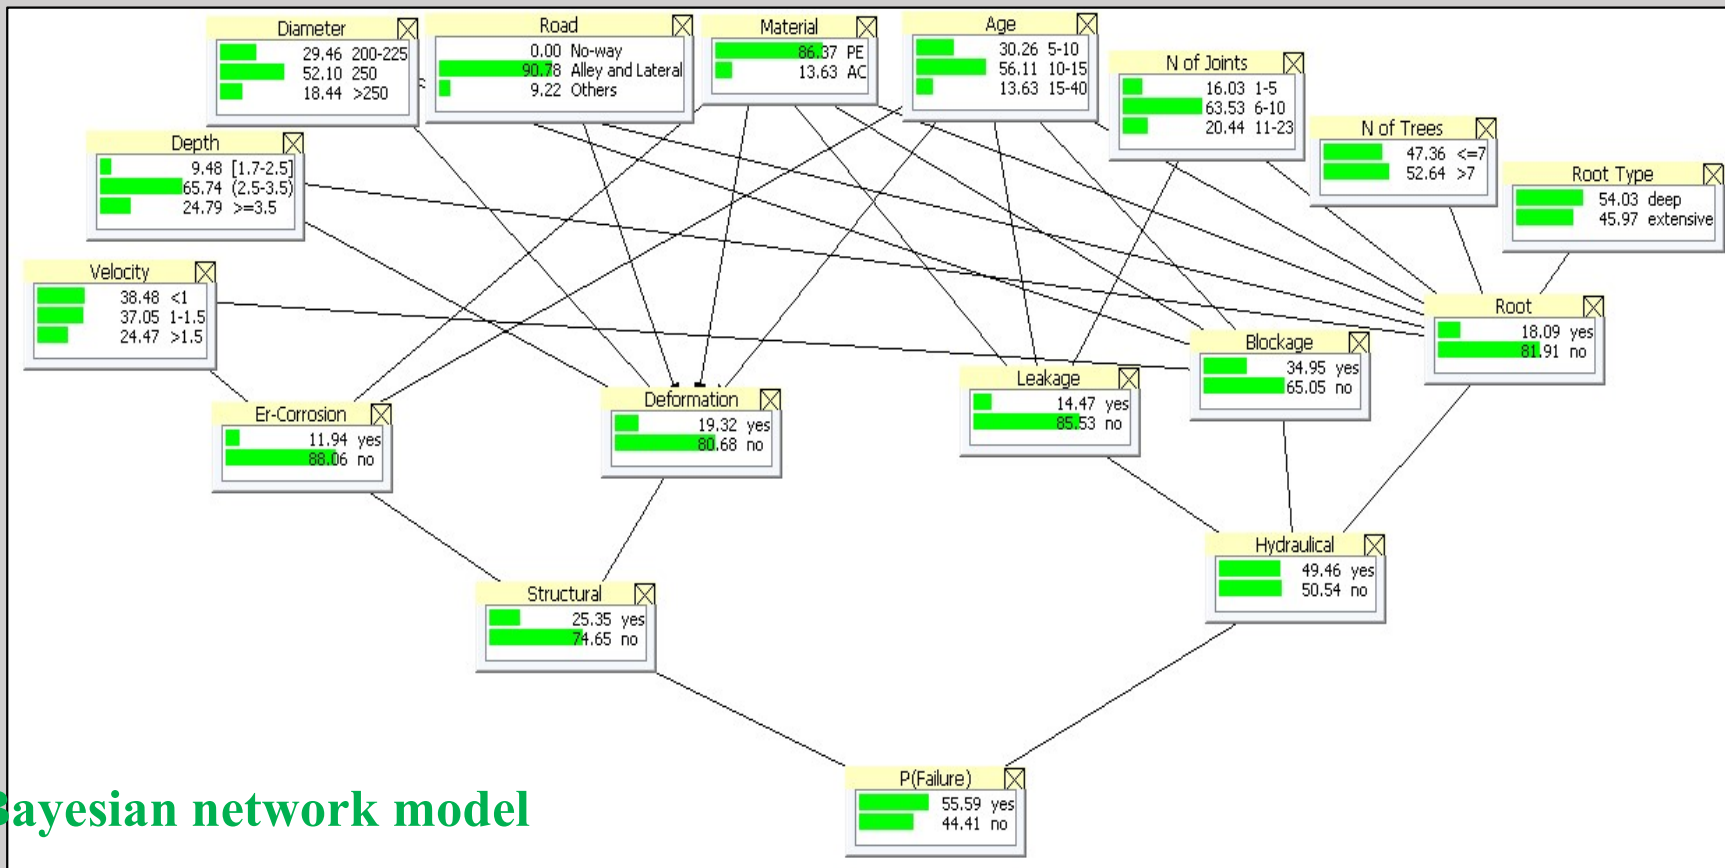 Diameter
29.46 200-225
52.10 250
18.44 >250
Road
0.00 No-way
90.78 Alley and Lateral
9.22 Others
Material
86.37 PE
13.63 AC
Age
30.26 5-10
56.11 10-15
13.63 15-40
N of Joints
16.03 1-5
63.53 6-10
20.44 11-23
N of Trees
47.36 <=7
52.64 >7
Root Type
54.03 deep
45.97 extensive
Depth
9.48 [1.7-2.5]
65.74 (2.5-3.5)
24.79 >=3.5
Velocity
38.48 <1
37.05 1-1.5
24.47 >1.5
Root
18.09 yes
81.91 no
Blockage
34.95 yes
65.05 no
Leakage
14.47 yes
85.53 no
Deformation
19.32 yes
80.68 no
Er-Corrosion
11.94 yes
88.06 no
Hydraulical
49.46 yes
50.54 no
Structural
25.35 yes
74.65 no
P(Failure)
55.59 yes
44.41 no
Bayesian network model